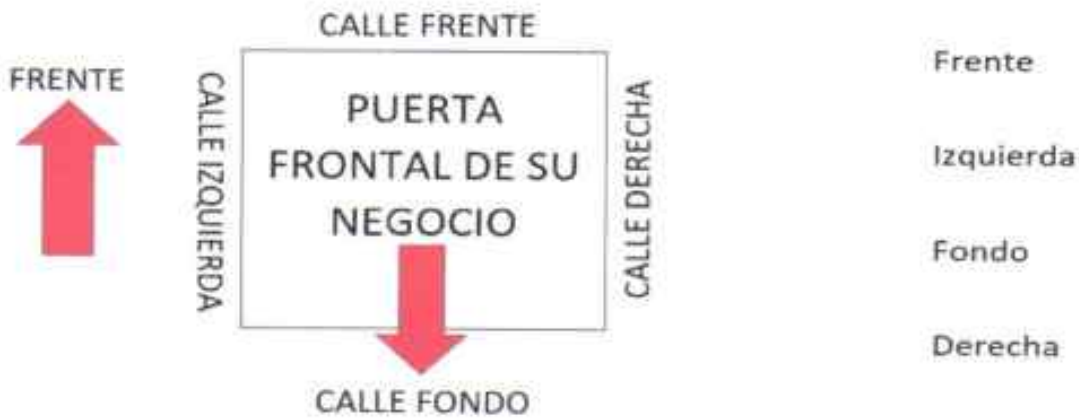 CALLE FRENTE
FRENTE
CALLE IZQUIERDA
PUERTA
FRONTAL DE SU
NEGOCIO
CALLE DERECHA
CALLE FONDO
Frente
Izquierda
Fondo
Derecha